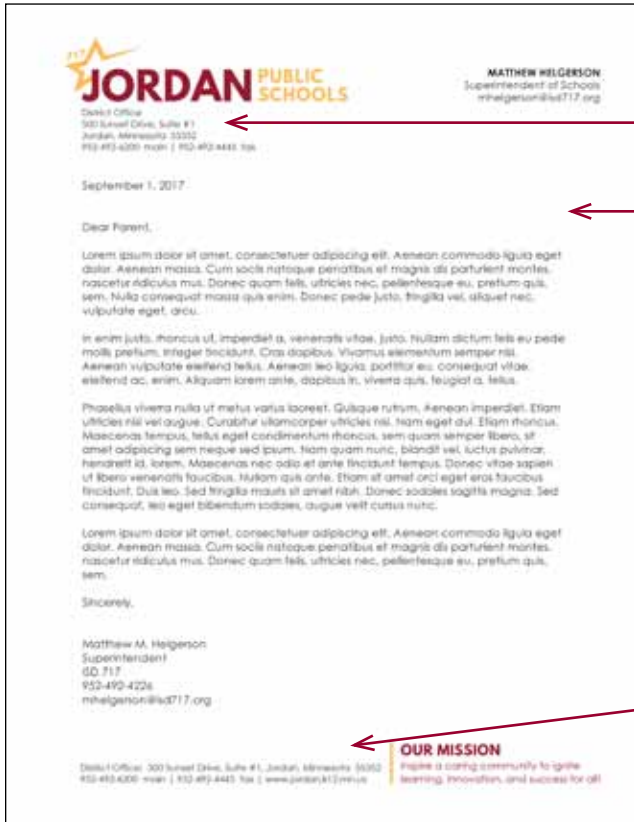 717
JORDAN PUBLIC SCHOOLS
MATTHEW HELGERSON
Superintendent of Schools
mhelgerson@isd717.org
District Office
500 Sunset Drive, Suite #1
Jordan, Minnesota 55352
952-492-6200 main | 952-492-4445 fax
September 1, 2017
Dear Parent,
Lorem ipsum dolor sit amet, consectetuer adipiscing elit. Aenean commodo ligula eget
dolor. Aenean massa. Cum sociis natoque penatibus et magnis dis parturient montes,
nascetur ridiculus mus. Donec quam felis, ultricies nec, pellentesque eu, pretium quis,
sem. Nulla consequat massa quis enim. Donec pede justo, fringilla vel, aliquet nec,
vulputate eget, arcu.
In enim justo, rhoncus ut, imperdiet a, venenatis vitae, justo. Nullam dictum felis eu pede
mollis pretium. Integer tincidunt. Cras dapibus. Vivamus elementum semper nisi.
Aenean vulputate eleifend tellus. Aenean leo ligula, porttitor eu, consequat vitae,
eleifend ac, enim. Aliquam lorem ante, dapibus in, viverra quis, feugiat a, tellus.
Phasellus viverra nulla ut metus varius laoreet. Quisque rutrum. Aenean imperdiet. Etiam
ultricies nisi vel augue. Curabitur ullamcorper ultricies nisi. Nam eget dui. Etiam rhoncus.
Maecenas tempus, tellus eget condimentum rhoncus, sem quam semper libero, sit
amet adipiscing sem neque sed ipsum. Nam quam nunc, blandit vel, luctus pulvinar,
hendrerit id, lorem. Maecenas nec odio et ante tincidunt tempus. Donec vitae sapien
ut libero venenatis faucibus. Nullam quis ante. Etiam sit amet orci eget eros faucibus
tincidunt. Duis leo. Sed fringilla mauris sit amet nibh. Donec sodales sagittis magna. Sed
consequat, leo eget bibendum sodales, augue velit cursus nunc.
Lorem ipsum dolor sit amet, consectetuer adipiscing elit. Aenean commodo ligula eget
dolor. Aenean massa. Cum sociis natoque penatibus et magnis dis parturient montes,
nascetur ridiculus mus. Donec quam felis, ultricies nec, pellentesque eu, pretium quis,
sem.
Sincerely,
Matthew M. Helgerson
Superintendent
ISD 717
952-492-4226
mhelgerson@isd717.org
District Office: 500 Sunset Drive, Suite #1, Jordan, Minnesota 55352
952-492-6200 main | 952-492-4445 fax | www.jordan.k12.mn.us
OUR MISSION
Inspire a caring community to ignite
learning, innovation, and success for all!